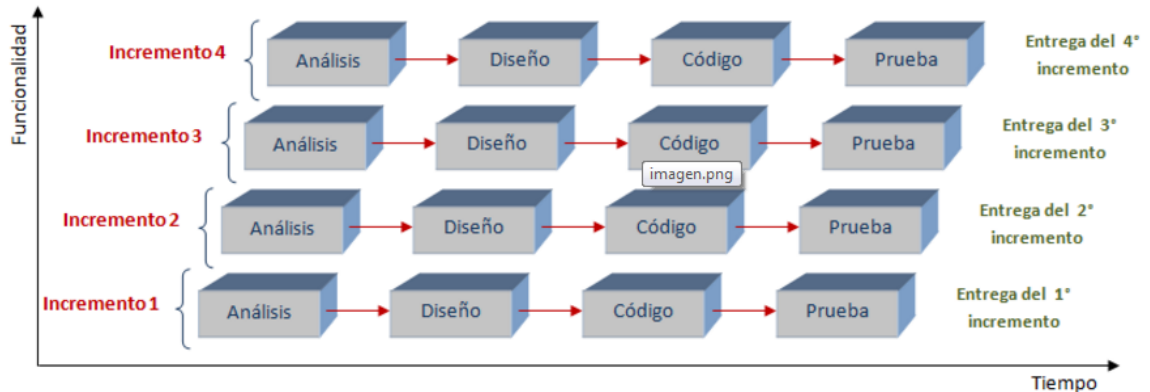 Funcionalidad
Incremento 4
Análisis
Diseño
Código
Prueba
Entrega del 4°
incremento
Incremento 3
Análisis
Diseño
Código
Prueba
Entrega del 3°
incremento
imagen.png
Incremento 2
Análisis
Diseño
Código
Prueba
Entrega del 2°
incremento
Incremento 1
Análisis
Diseño
Código
Prueba
Entrega del 1°
incremento
Tiempo